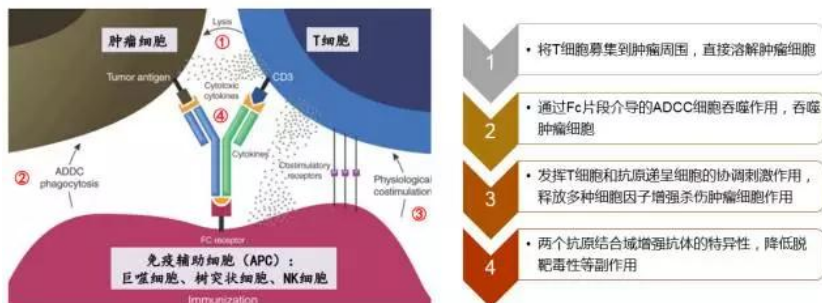 Lysis
肿瘤细胞
①
T细胞
Tumor antigen
CD3
Cytotoxic
cytokines
④
Cytokines
②
ADDC
phagocytosis
Costimulatory
receptors
Physiological
costimulation
③
FC receptor
免疫辅助细胞（APC）：
巨噬细胞、树突状细胞、NK细胞
Immunization
1
• 将T细胞募集到肿瘤周围，直接溶解肿瘤细胞
2
• 通过Fc片段介导的ADCC细胞吞噬作用，吞噬
肿瘤细胞
3
• 发挥T细胞和抗原递呈细胞的协调刺激作用，
释放多种细胞因子增强杀伤肿瘤细胞作用
4
• 两个抗原结合域增强抗体的特异性，降低脱
靶毒性等副作用